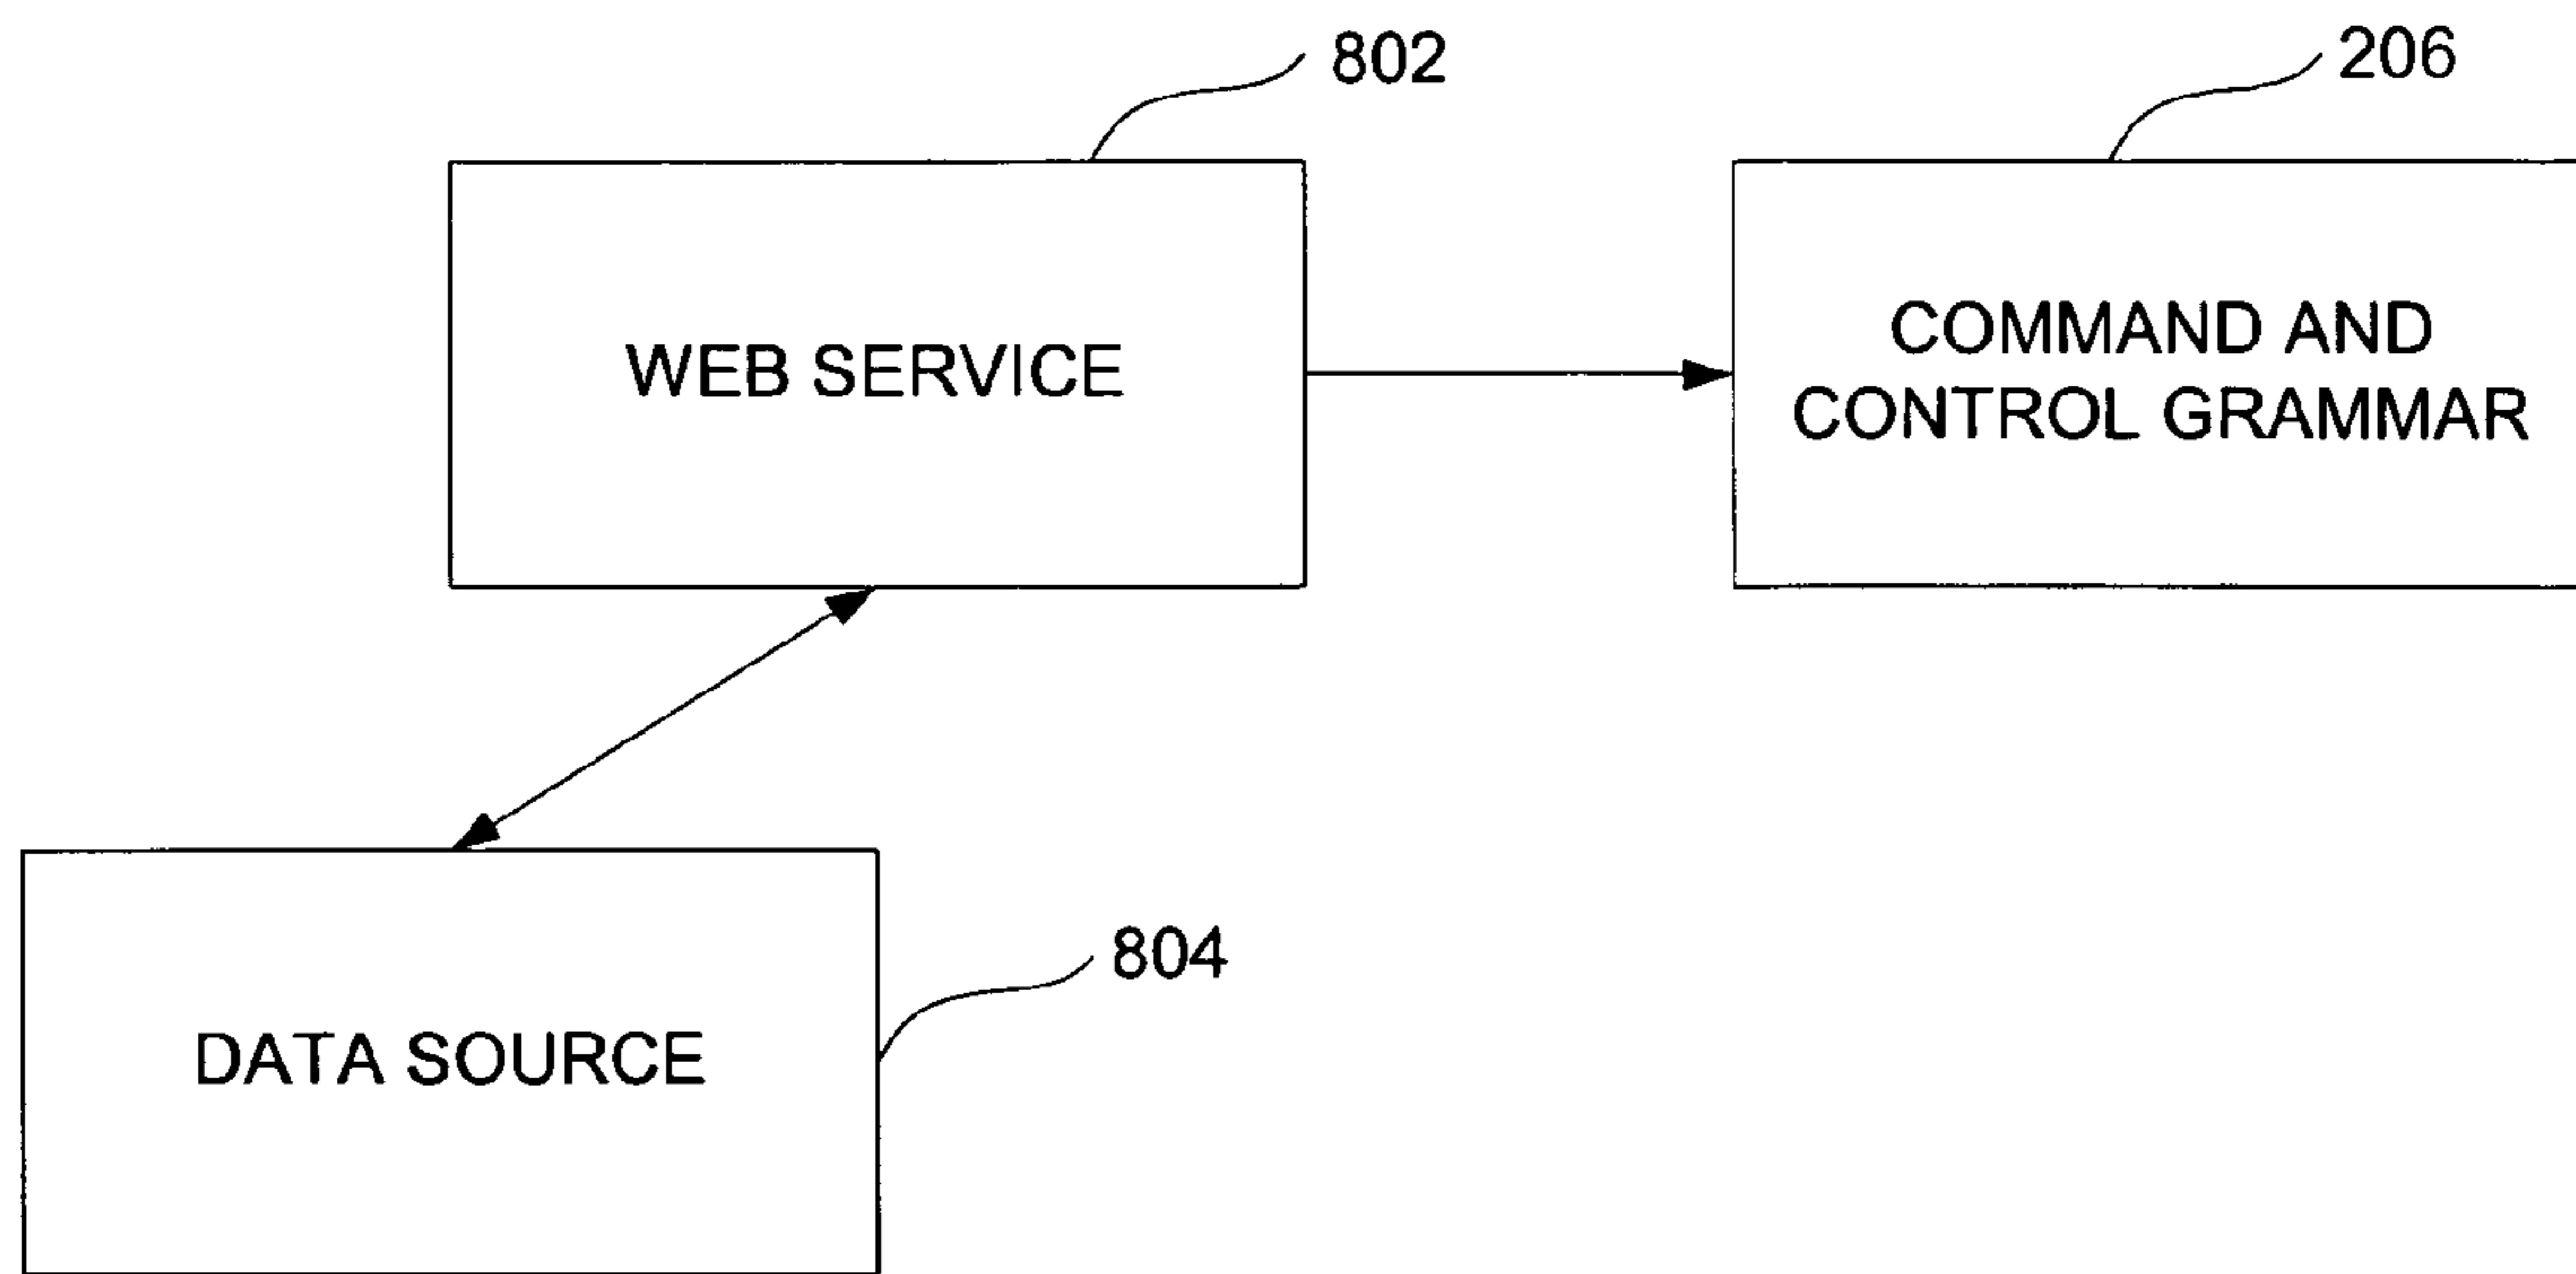 802
206
WEB SERVICE
COMMAND AND
CONTROL GRAMMAR
804
DATA SOURCE